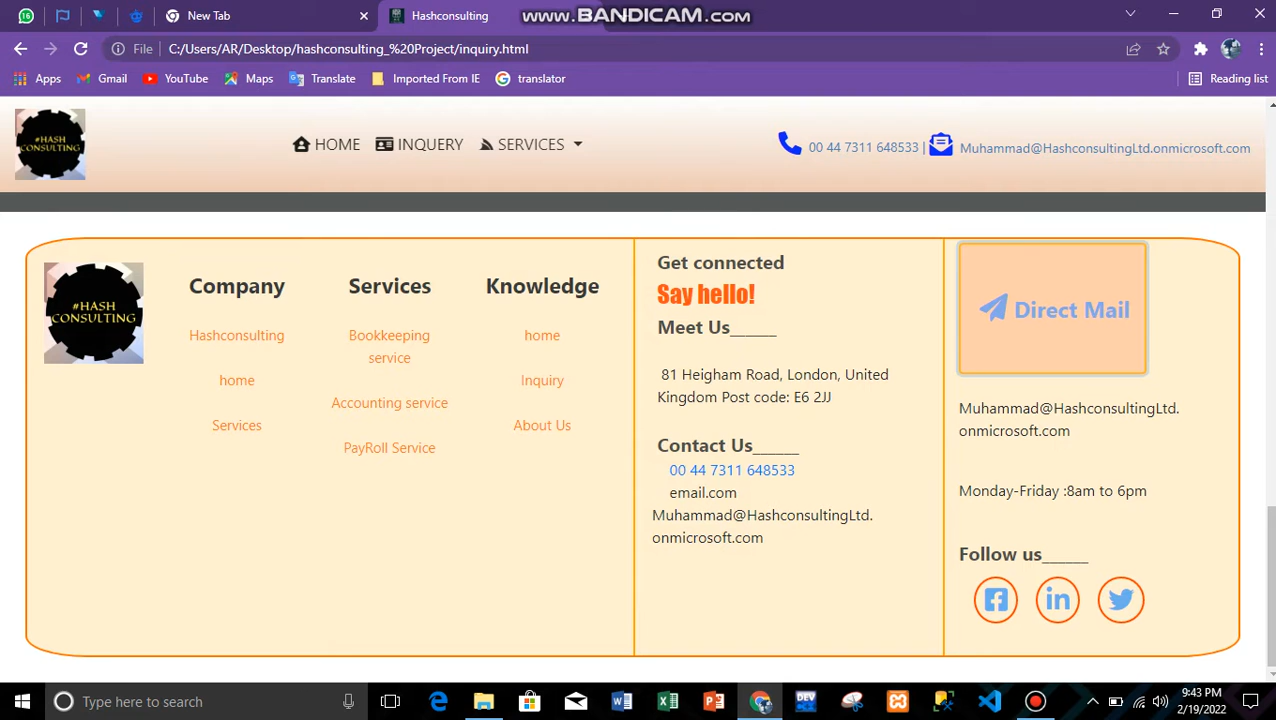 New Tab
Hashconsulting
www.BANDICAM.com
File
C:/Users/AR/Desktop/hashconsulting_%20Project/inquiry.html
Apps
Gmail
YouTube
Maps
Translate
Imported From IE
translator
Reading list
#HASH
CONSULTING
HOME
INQUERY
SERVICES
00 44 7311 648533 |
Muhammad@HashconsultingLtd.onmicrosoft.com
#HASH
CONSULTING
Company
Hashconsulting
home
Services
Services
Bookkeeping
service
Accounting service
PayRoll Service
Knowledge
home
Inquiry
About Us
Get connected
Say hello!
Meet Us______
81 Heigham Road, London, United
Kingdom Post code: E6 2JJ
Contact Us______
00 44 7311 648533
email.com
Muhammad@HashconsultingLtd.
onmicrosoft.com
Direct Mail
Muhammad@HashconsultingLtd.
onmicrosoft.com
Monday-Friday :8am to 6pm
Follow us______
Type here to search
9:43 PM
2/19/2022